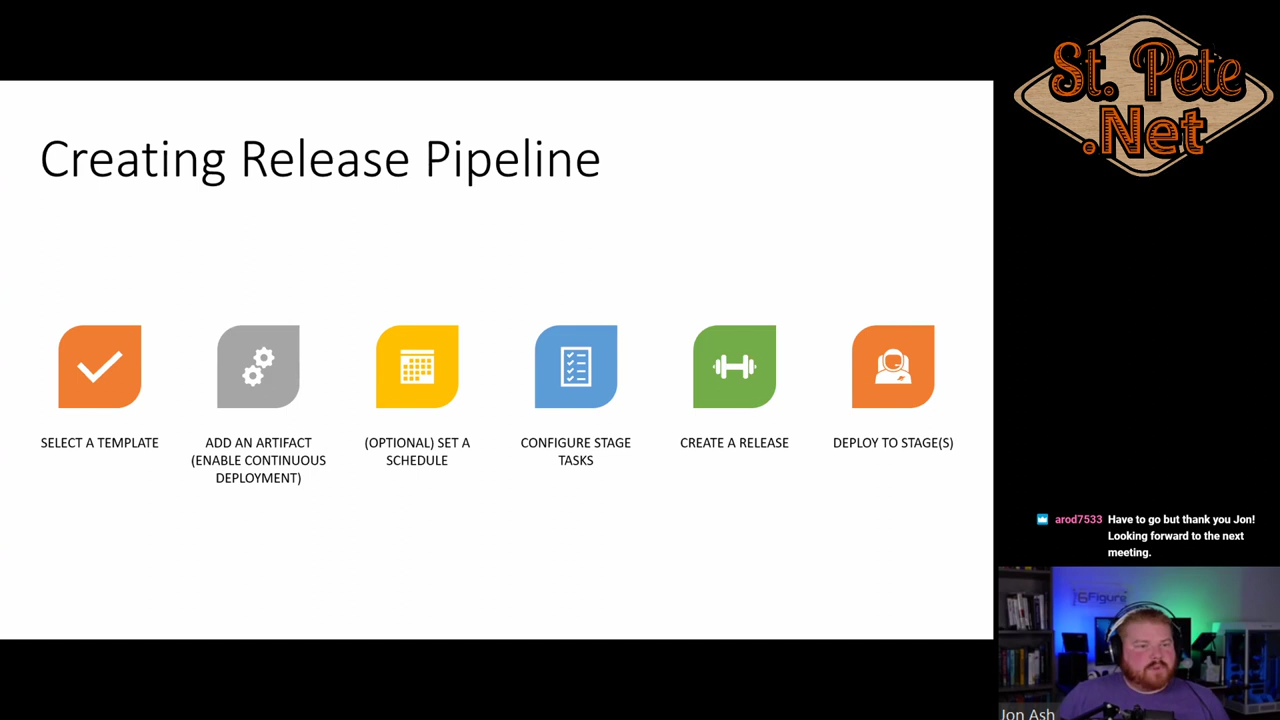 Creating Release Pipeline
SELECT A TEMPLATE
ADD AN ARTIFACT
(ENABLE CONTINUOUS
DEPLOYMENT)
(OPTIONAL) SET A
SCHEDULE
CONFIGURE STAGE
TASKS
CREATE A RELEASE
DEPLOY TO STAGE(S)
St. Pete
.Net
arod7533 Have to go but thank you Jon!
Looking forward to the next
meeting.
6Figure
Jon Ash